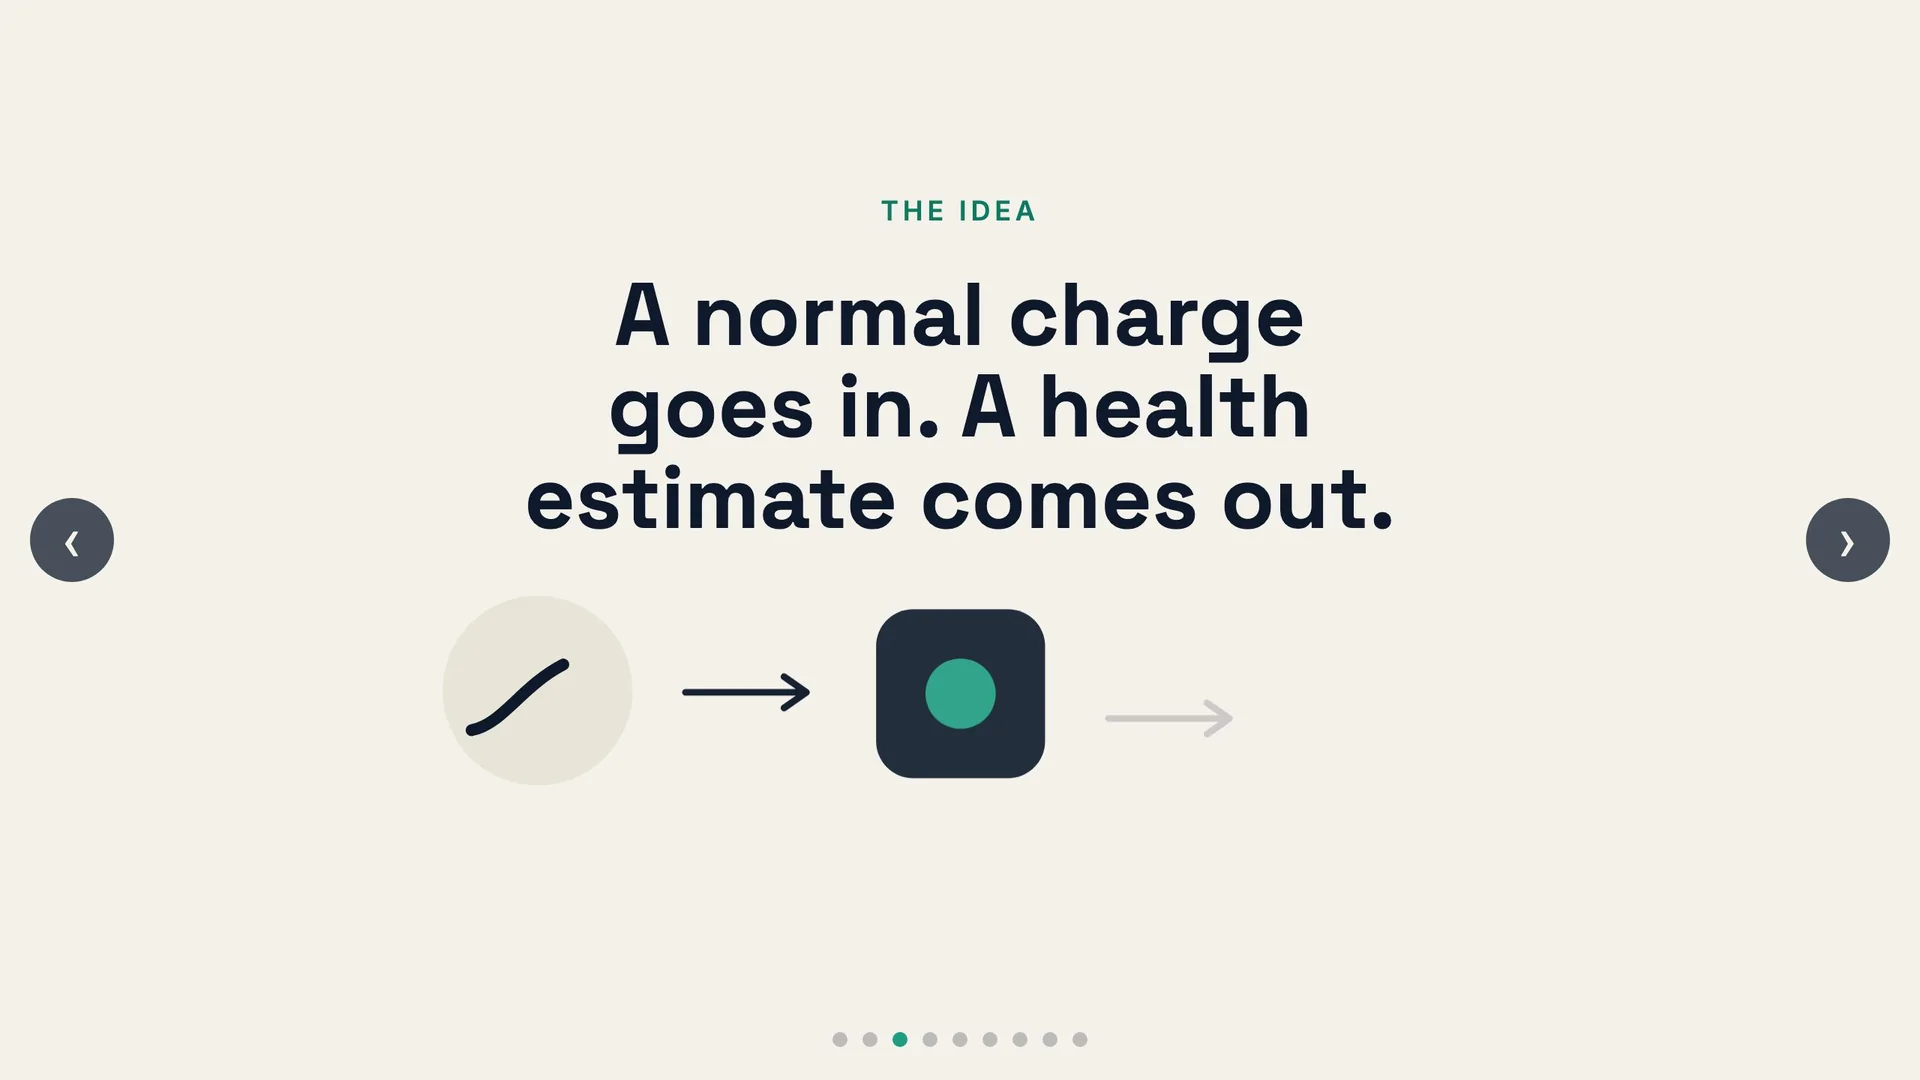 THE IDEA
A normal charge
goes in. A health
estimate comes out.